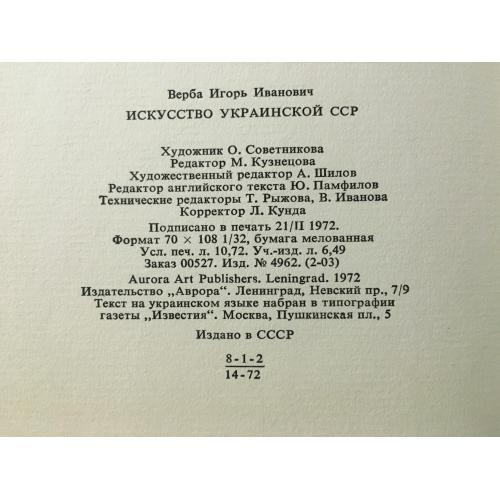 Верба Игорь Иванович
ИСКУССТВО УКРАИНСКОЙ ССР
Художник О. Советникова
Редактор М. Кузнецова
Художественный редактор А. Шилов
Редактор английского текста Ю. Памфилов
Технические редакторы Т. Рыжова, В. Иванова
Корректор Л. Кунда
Подписано в печать 21/II 1972.
Формат 70 × 108 1/32, бумага мелованная
Усл. печ. л. 10,72. Уч.-изд. л. 6,49
Заказ 00527. Изд. № 4962. (2-03)
Aurora Art Publishers. Leningrad. 1972
Издательство „Аврора". Ленинград, Невский пр., 7/9
Текст на украинском языке набран в типографии
газеты „Известия". Москва, Пушкинская пл., 5
Издано в СССР
8-1-2
14-72